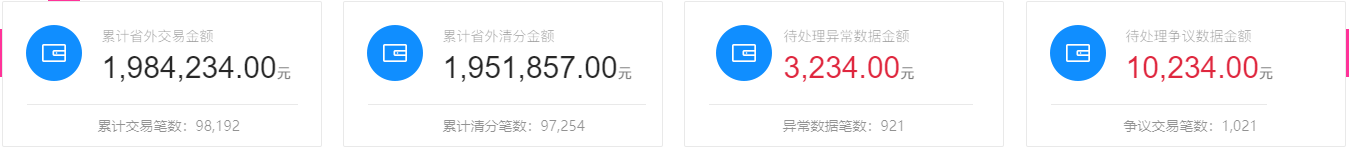 累计省外交易金额
1,984,234.00元
累计交易笔数：98,192
累计省外清分金额
1,951,857.00元
累计清分笔数：97,254
待处理异常数据金额
3,234.00元
异常数据笔数：921
待处理争议数据金额
10,234.00元
争议交易笔数：1,021